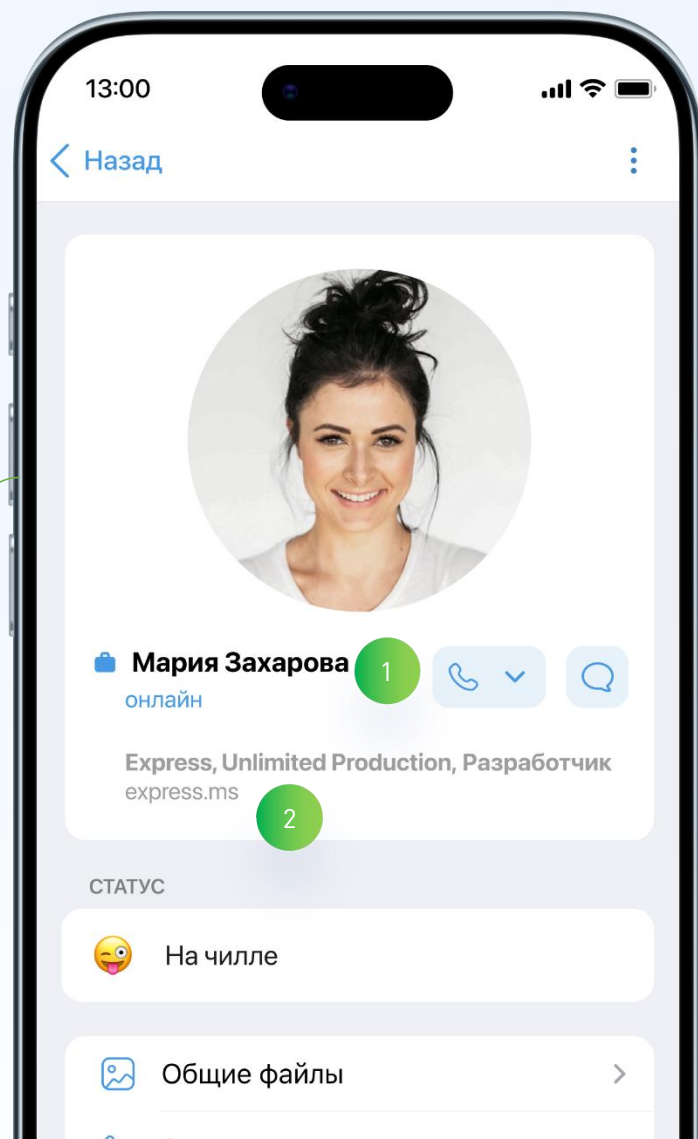 13:00
Назад
Мария Захарова
1
онлайн
Express, Unlimited Production, Разработчик
express.ms
2
СТАТУС
На чилле
Общие файлы